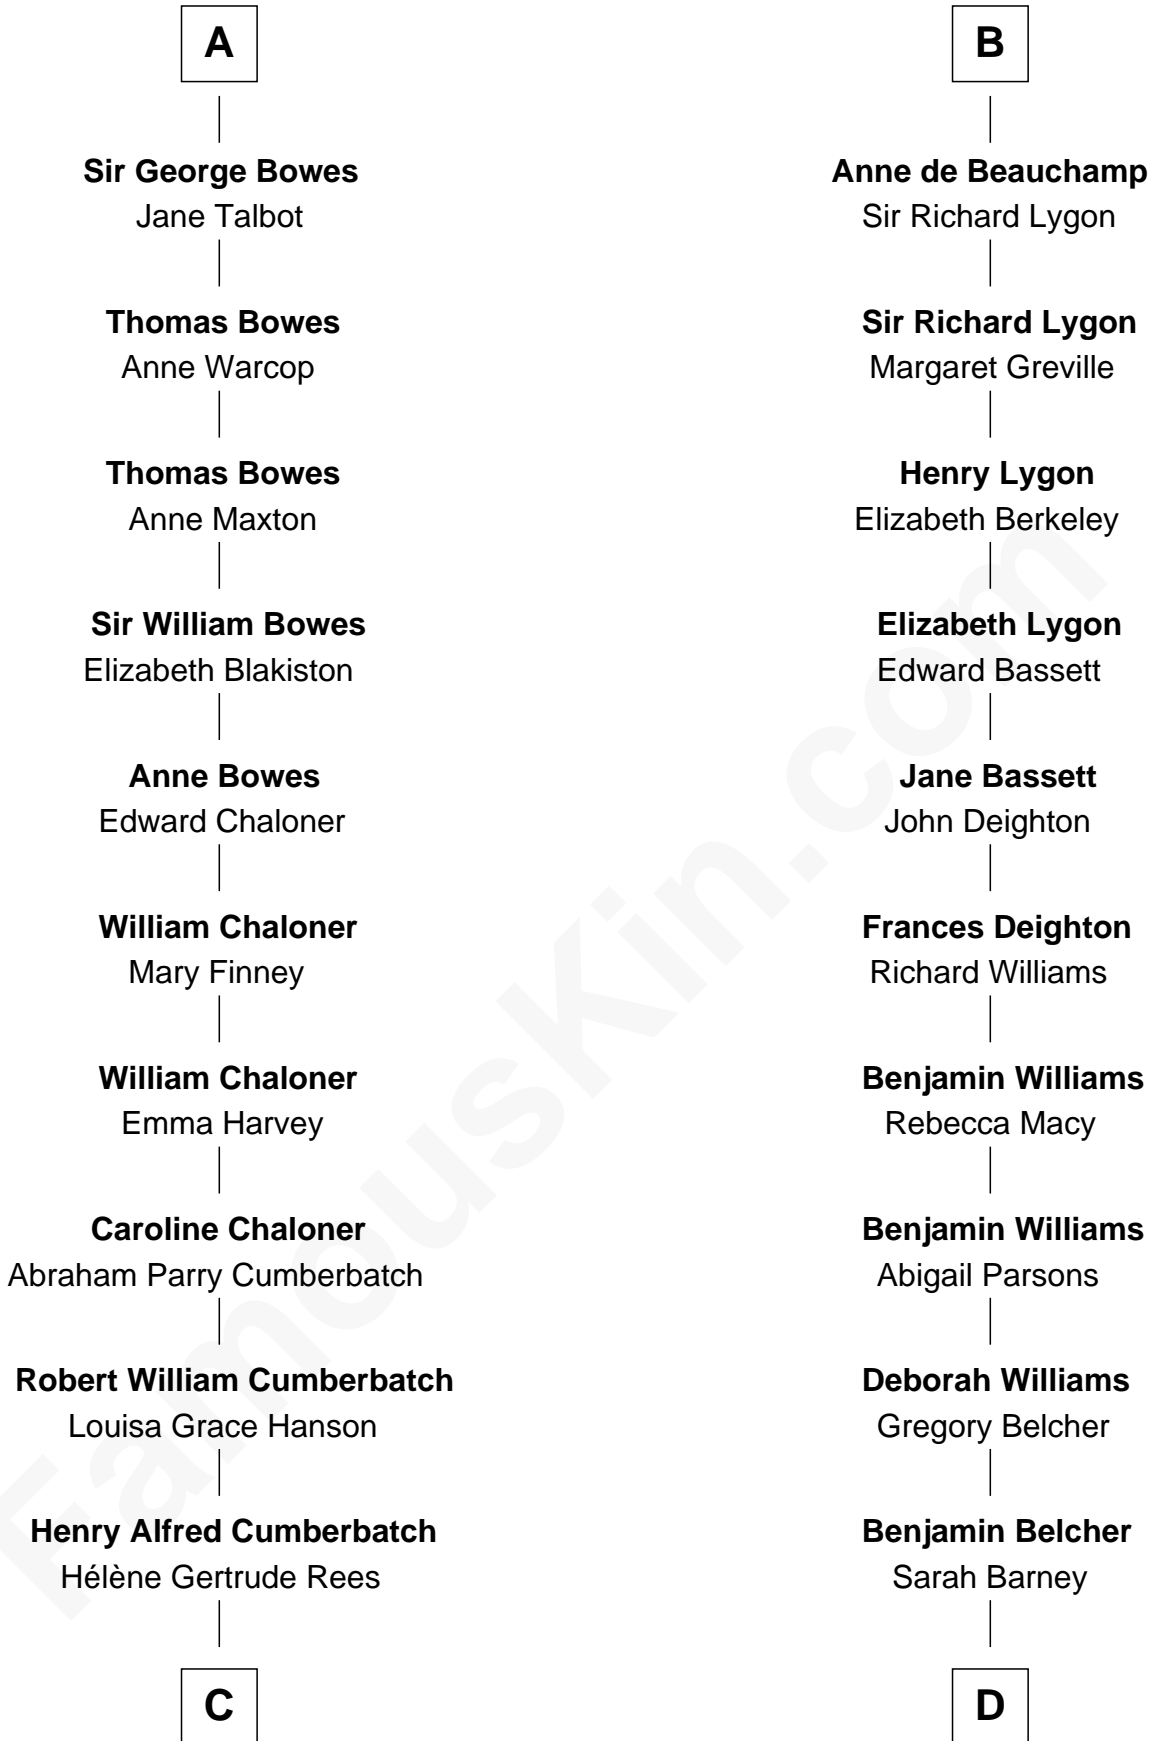 A
Sir George Bowes
Jane Talbot
Thomas Bowes
Anne Warcop
Thomas Bowes
Anne Maxton
Sir William Bowes
Elizabeth Blakiston
Anne Bowes
Edward Chaloner
William Chaloner
Mary Finney
William Chaloner
Emma Harvey
Caroline Chaloner
Abraham Parry Cumberbatch
Robert William Cumberbatch
Louisa Grace Hanson
Henry Alfred Cumberbatch
Hélène Gertrude Rees
C
B
Anne de Beauchamp
Sir Richard Lygon
Sir Richard Lygon
Margaret Greville
Henry Lygon
Elizabeth Berkeley
Elizabeth Lygon
Edward Bassett
Jane Bassett
John Deighton
Frances Deighton
Richard Williams
Benjamin Williams
Rebecca Macy
Benjamin Williams
Abigail Parsons
Deborah Williams
Gregory Belcher
Benjamin Belcher
Sarah Barney
D
FamousKin.com